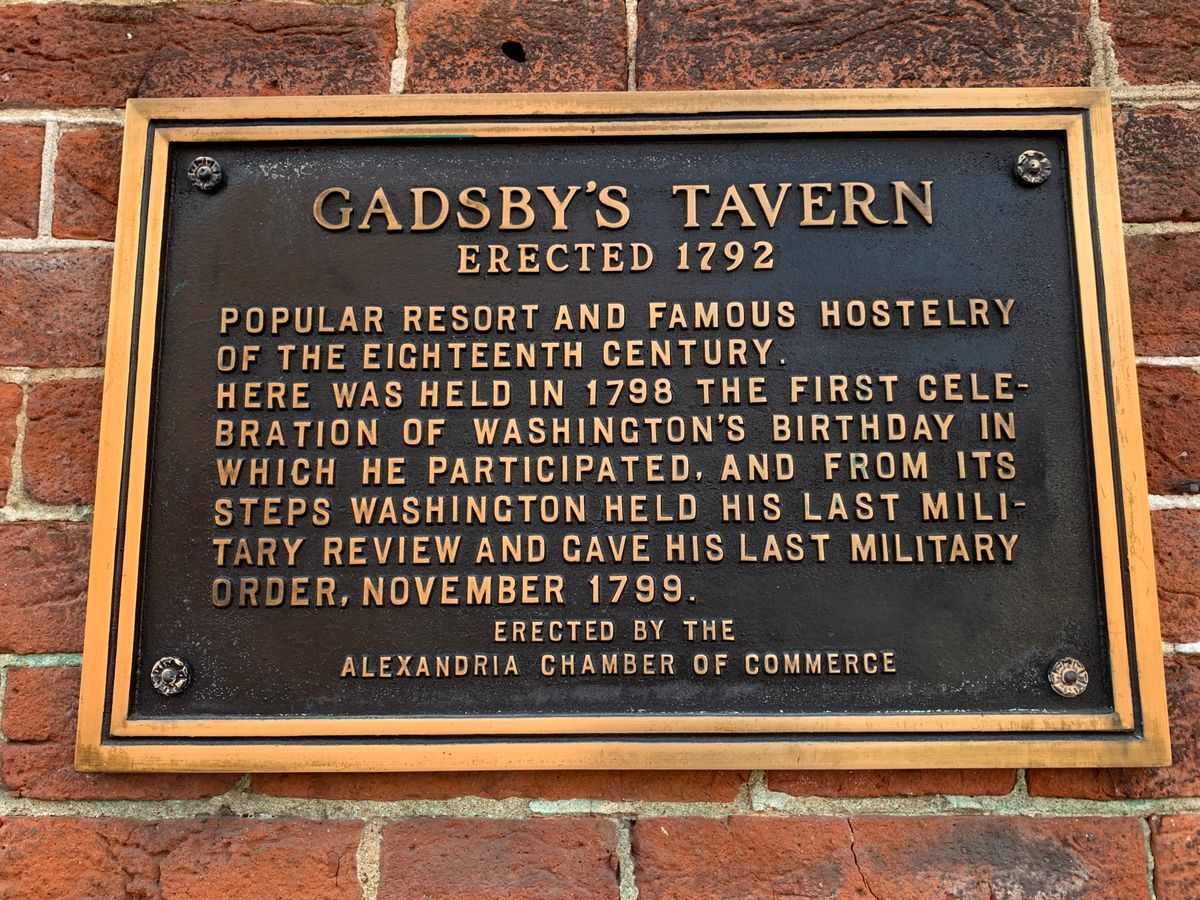 GADSBY'S TAVERN
ERECTED 1792
POPULAR RESORT AND FAMOUS HOSTELRY
OF THE EIGHTEENTH CENTURY.
HERE WAS HELD IN 1798 THE FIRST CELE-
BRATION OF WASHINGTON'S BIRTHDAY IN
WHICH HE PARTICIPATED, AND FROM ITS
STEPS WASHINGTON HELD HIS LAST MILI-
TARY REVIEW AND GAVE HIS LAST MILITARY
ORDER, NOVEMBER 1799.
ERECTED BY THE
ALEXANDRIA CHAMBER OF COMMERCE